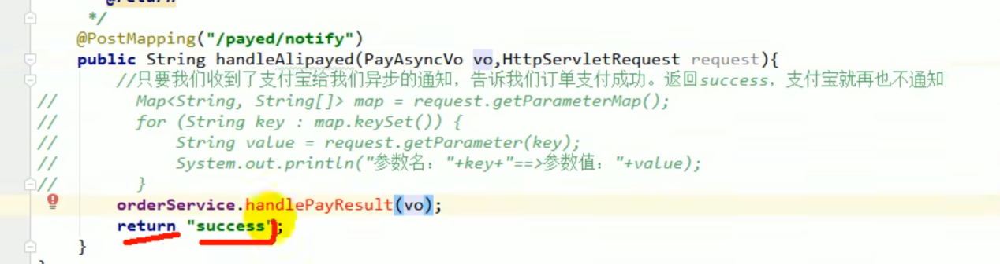 */
@PostMapping("/payed/notify")
public String handleAlipayed(PayAsyncVo vo,HttpServletRequest request){
//只要我们收到了支付宝给我们异步的通知，告诉我们订单支付成功。返回success，支付宝就再也不通知
// Map<String, String[]> map = request.getParameterMap();
// for (String key : map.keySet()) {
// String value = request.getParameter(key);
// System.out.println("参数名："+key+"==>参数值："+value);
// }
orderService.handlePayResult(vo);
return "success";
}